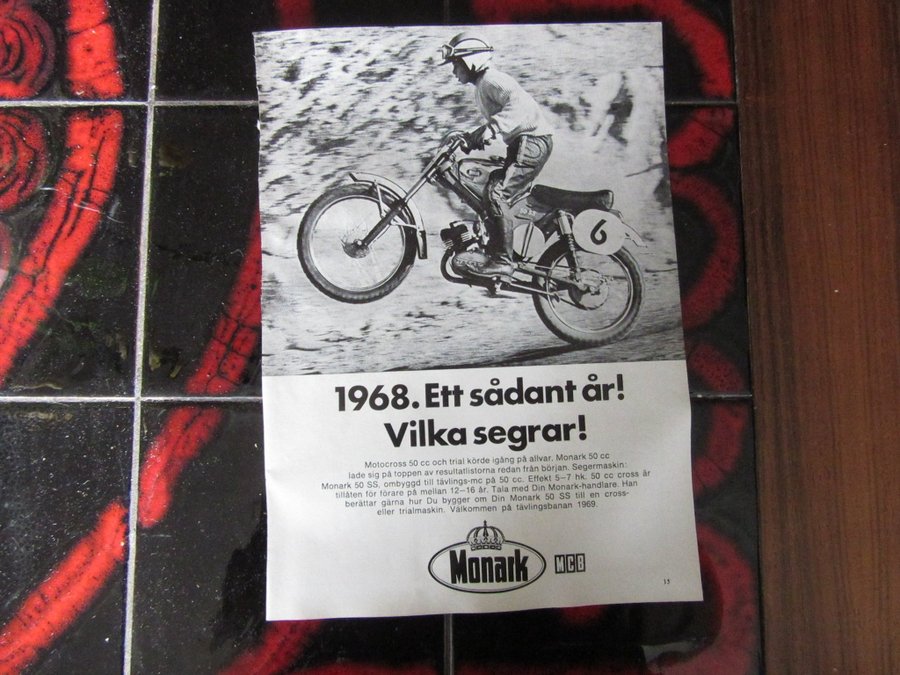 6
1968. Ett sådant år!
Vilka segrar!
Motocross 50 cc och trial körde igång på allvar. Monark 50 cc
lade sig på toppen av resultatlistorna redan från början. Segermaskin:
Monark 50 SS, ombyggd till tävlings-mc på 50 cc. Effekt 5–7 hk. 50 cc cross är
tillåten för förare på mellan 12–16 år. Tala med Din Monark-handlare. Han
berättar gärna hur Du bygger om Din Monark 50 SS till en cross-
eller trialmaskin. Välkommen på tävlingsbanan 1969.
Monark MCB
15